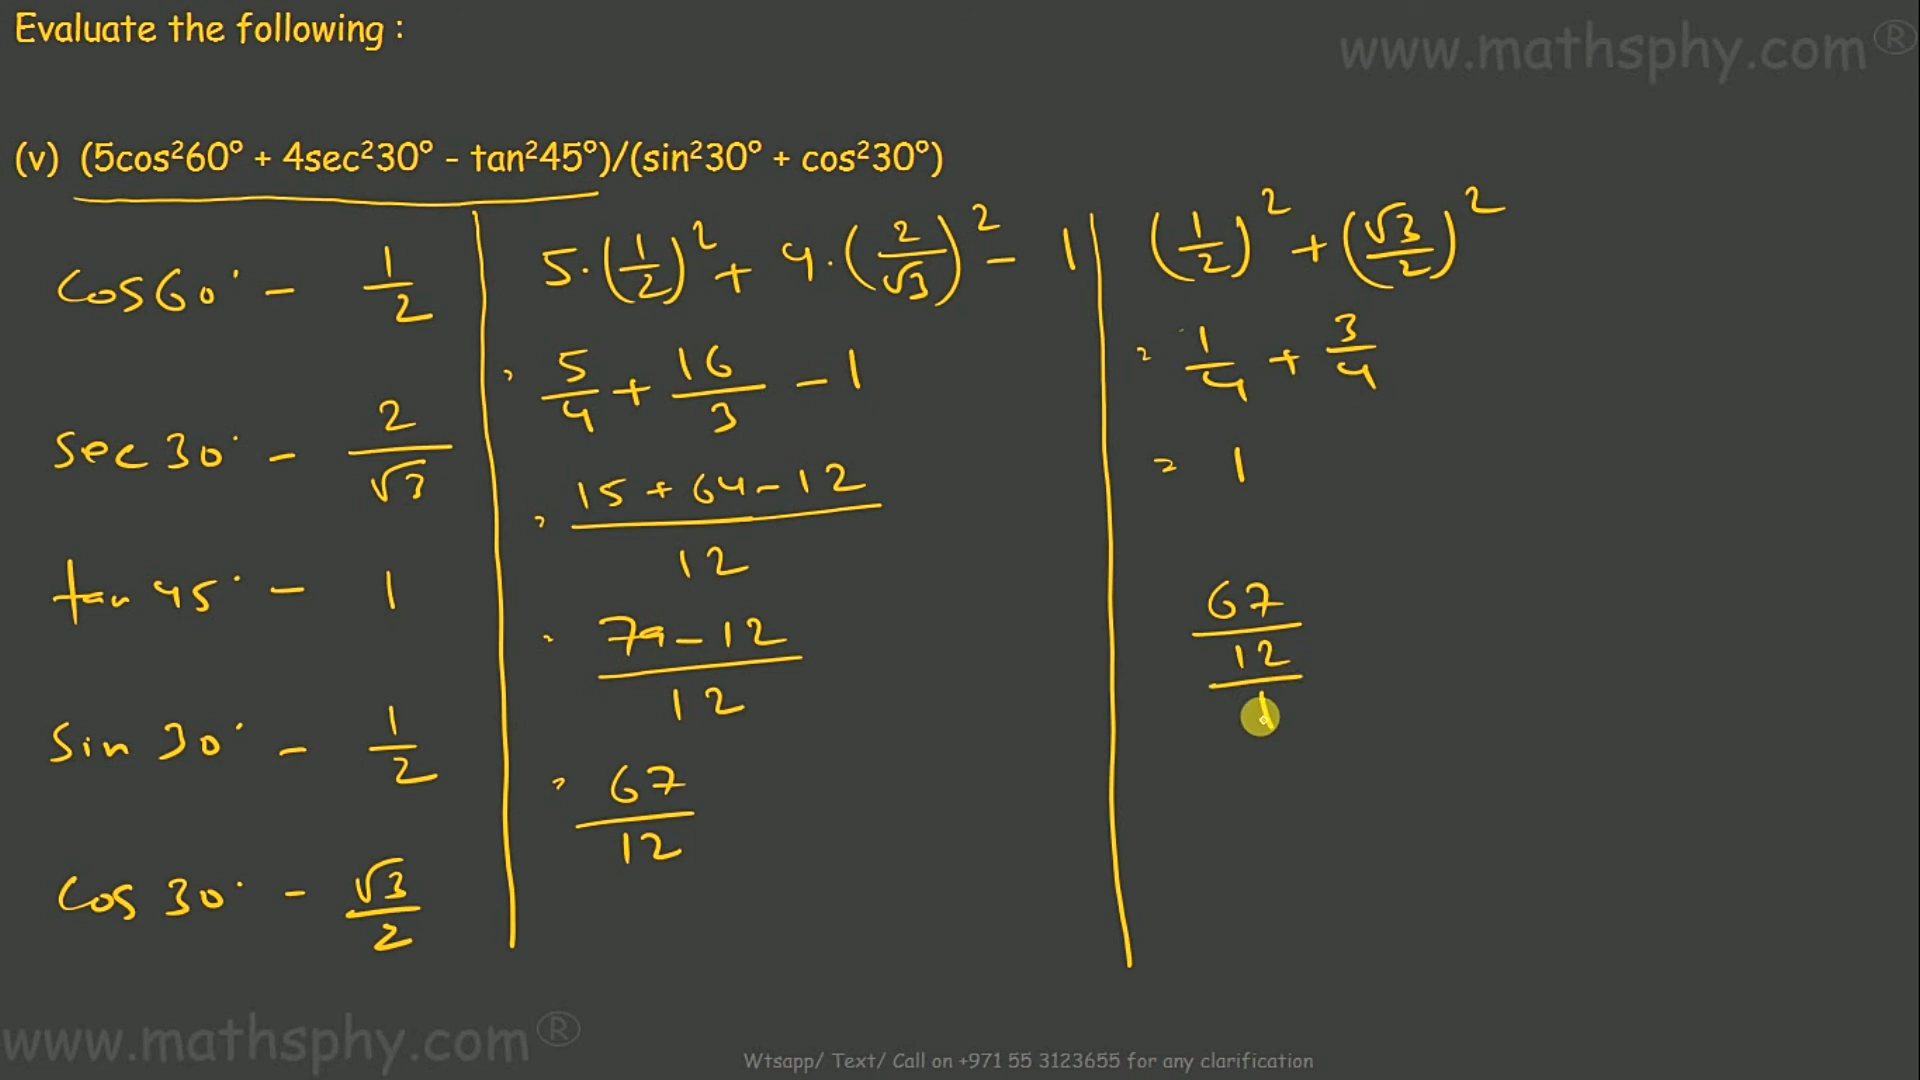 Evaluate the following :
www.mathsphy.com®
(v) (5cos²60° + 4sec²30° - tan²45°)/(sin²30° + cos²30°)
cos 60° - 1/2
sec 30° - 2/√3
tan 45° - 1
sin 30° - 1/2
cos 30° - √3/2
5·(1/2)² + 4·(2/√3)² - 1
= 5/4 + 16/3 - 1
= (15 + 64 - 12)/12
= (79 - 12)/12
= 67/12
(1/2)² + (√3/2)²
= 1/4 + 3/4
= 1
67/12/1
www.mathsphy.com®
Wtsapp/ Text/ Call on +971 55 3123655 for any clarification